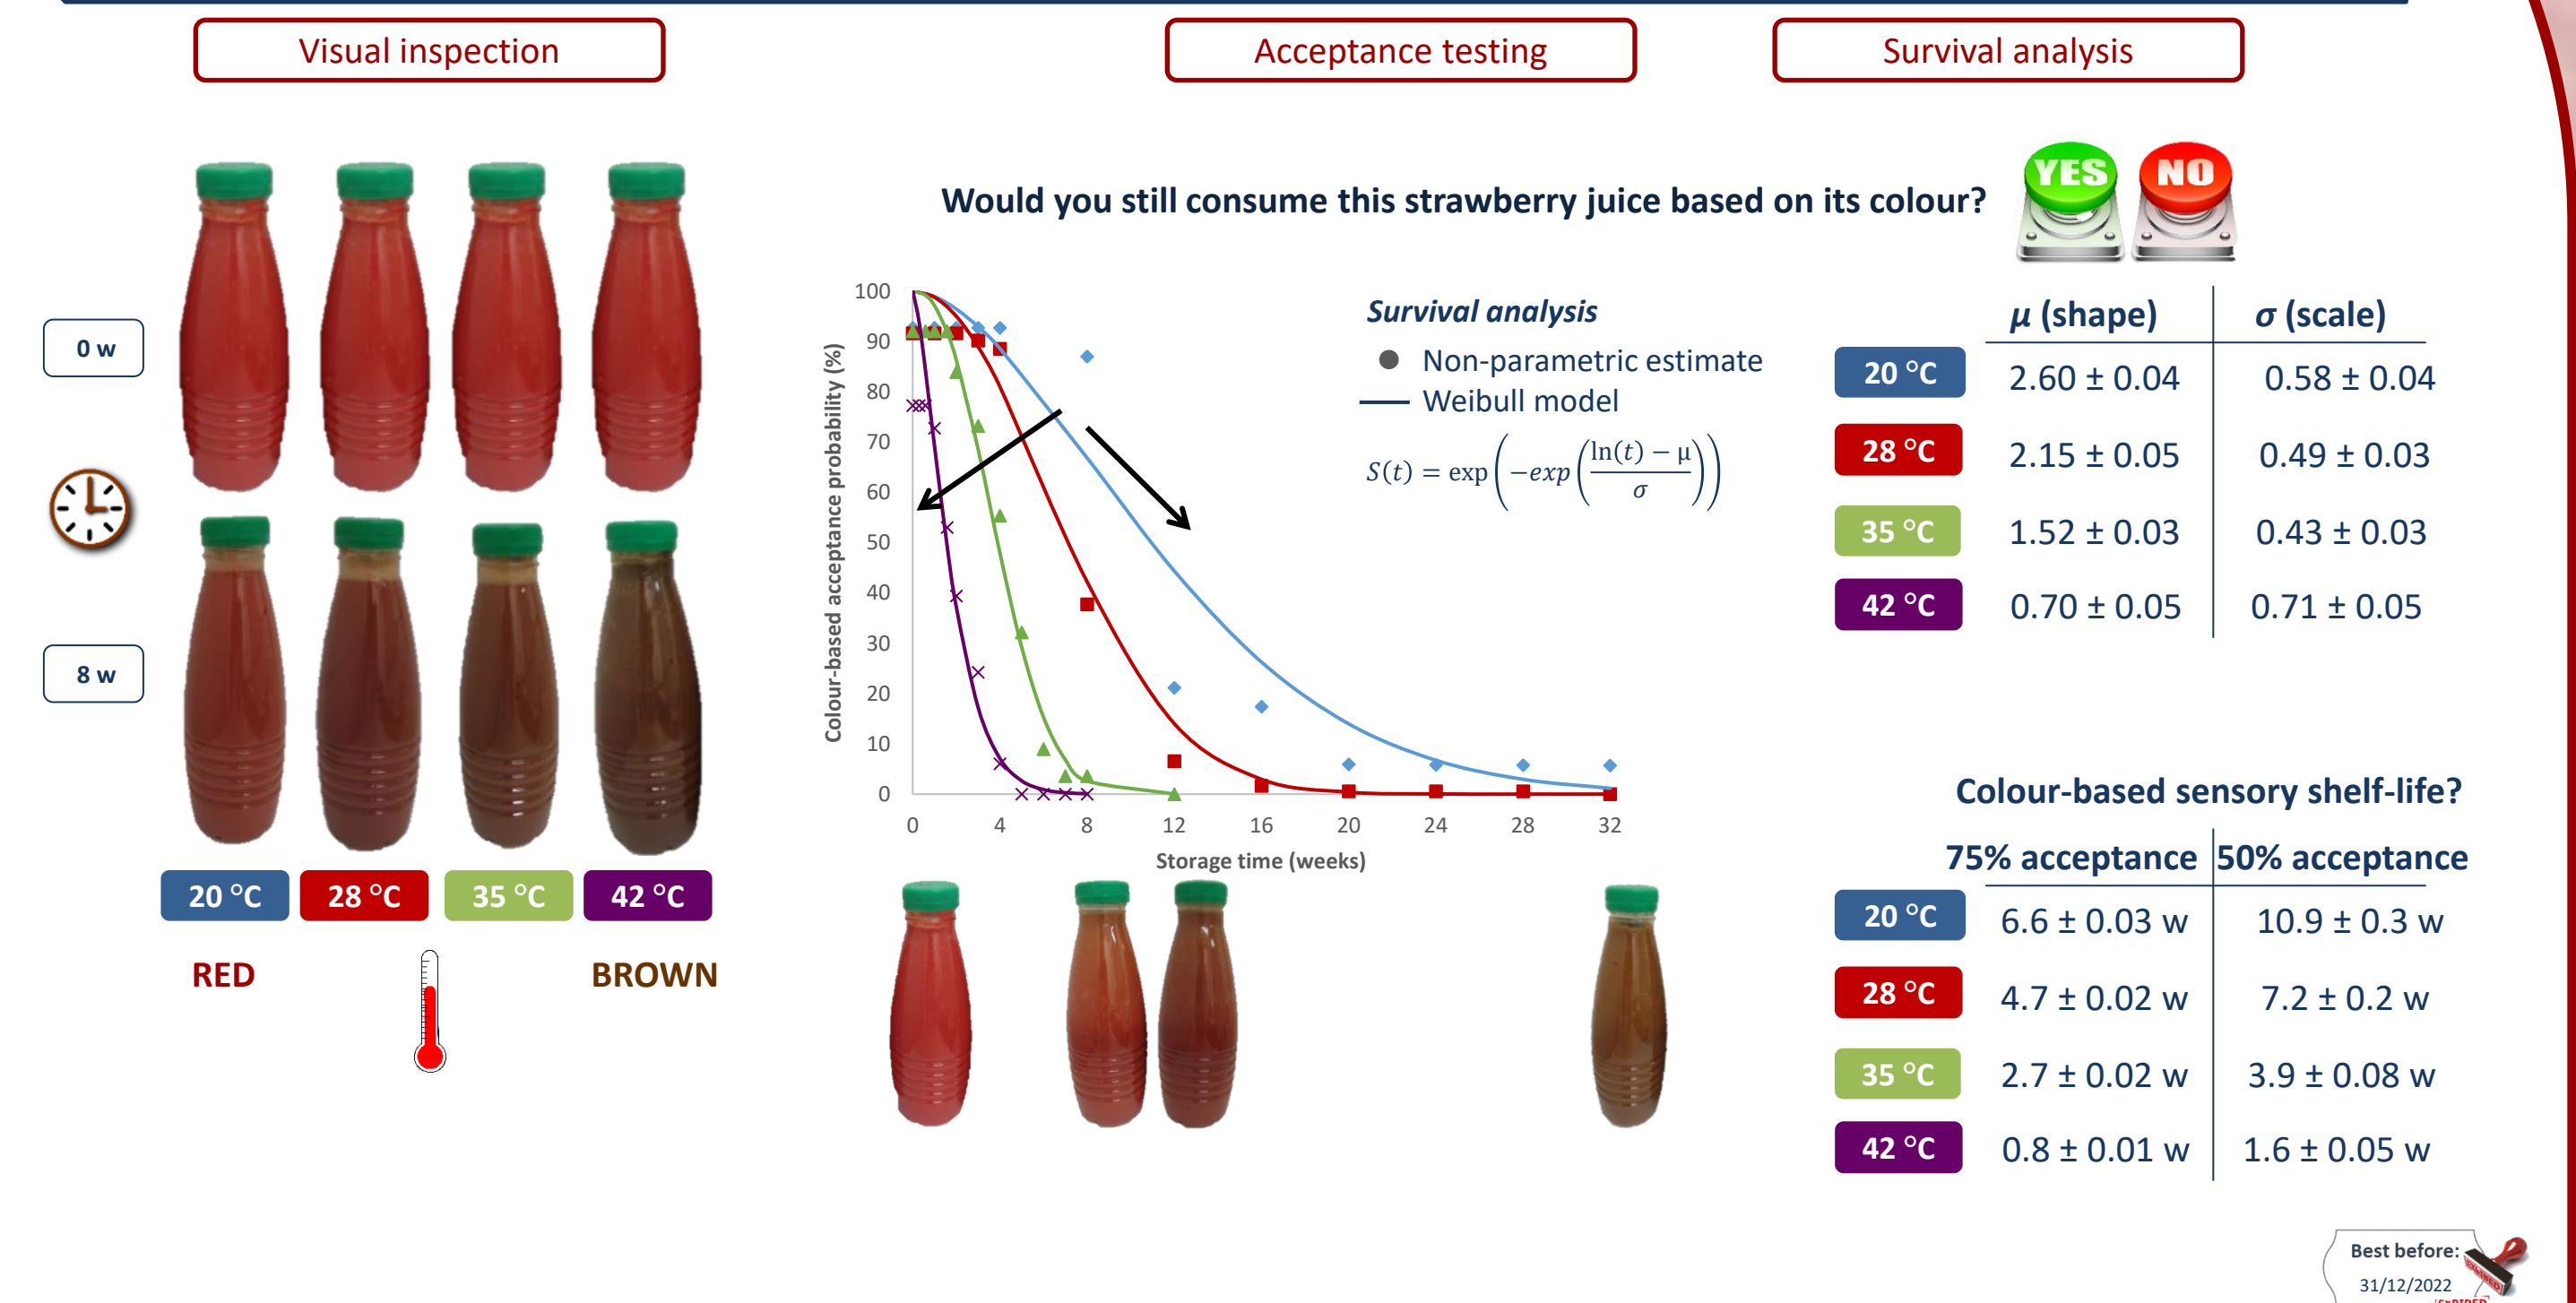 Visual inspection
Acceptance testing
Survival analysis
Would you still consume this strawberry juice based on its colour?
YES NO
0 w
8 w
20 °C 28 °C 35 °C 42 °C
RED BROWN
Colour-based acceptance probability (%)
100
90
80
70
60
50
40
30
20
10
0
0 4 8 12 16 20 24 28 32
Storage time (weeks)
Survival analysis
Non-parametric estimate
Weibull model
S(t) = exp(−exp((ln(t) − μ)/σ))
μ (shape) σ (scale)
20 °C 2.60 ± 0.04 0.58 ± 0.04
28 °C 2.15 ± 0.05 0.49 ± 0.03
35 °C 1.52 ± 0.03 0.43 ± 0.03
42 °C 0.70 ± 0.05 0.71 ± 0.05
Colour-based sensory shelf-life?
75% acceptance 50% acceptance
20 °C 6.6 ± 0.03 w 10.9 ± 0.3 w
28 °C 4.7 ± 0.02 w 7.2 ± 0.2 w
35 °C 2.7 ± 0.02 w 3.9 ± 0.08 w
42 °C 0.8 ± 0.01 w 1.6 ± 0.05 w
Best before:
31/12/2022